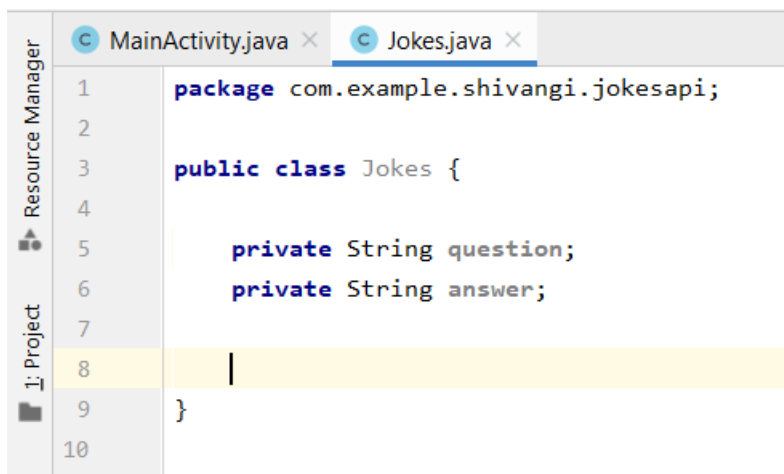 MainActivity.java
Jokes.java
Resource Manager
1: Project
1 package com.example.shivangi.jokesapi;
2
3 public class Jokes {
4
5 private String question;
6 private String answer;
7
8
9 }
10